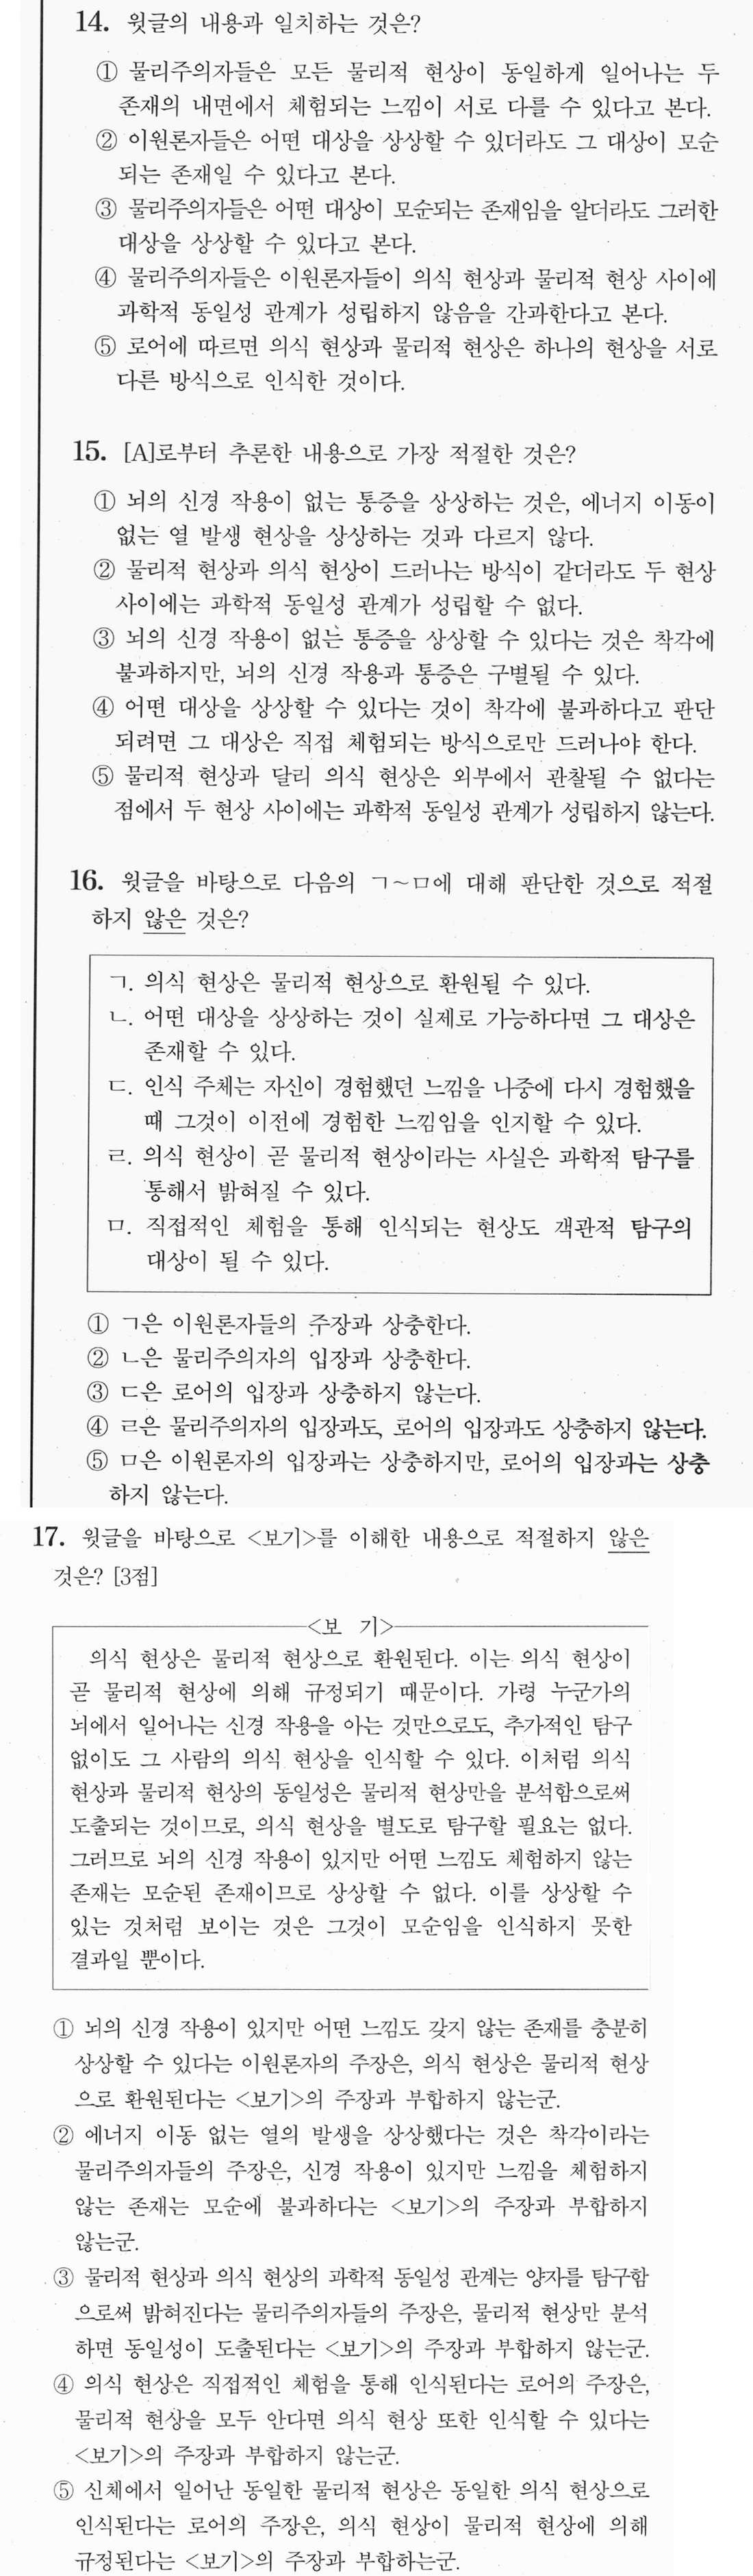 14. 윗글의 내용과 일치하는 것은?
① 물리주의자들은 모든 물리적 현상이 동일하게 일어나는 두
존재의 내면에서 체험되는 느낌이 서로 다를 수 있다고 본다.
② 이원론자들은 어떤 대상을 상상할 수 있더라도 그 대상이 모순
되는 존재일 수 있다고 본다.
③ 물리주의자들은 어떤 대상이 모순되는 존재임을 알더라도 그러한
대상을 상상할 수 있다고 본다.
④ 물리주의자들은 이원론자들이 의식 현상과 물리적 현상 사이에
과학적 동일성 관계가 성립하지 않음을 간과한다고 본다.
⑤ 로어에 따르면 의식 현상과 물리적 현상은 하나의 현상을 서로
다른 방식으로 인식한 것이다.
15. [A]로부터 추론한 내용으로 가장 적절한 것은?
① 뇌의 신경 작용이 없는 통증을 상상하는 것은, 에너지 이동이
없는 열 발생 현상을 상상하는 것과 다르지 않다.
② 물리적 현상과 의식 현상이 드러나는 방식이 같더라도 두 현상
사이에는 과학적 동일성 관계가 성립할 수 없다.
③ 뇌의 신경 작용이 없는 통증을 상상할 수 있다는 것은 착각에
불과하지만, 뇌의 신경 작용과 통증은 구별될 수 있다.
④ 어떤 대상을 상상할 수 있다는 것이 착각에 불과하다고 판단
되려면 그 대상은 직접 체험되는 방식으로만 드러나야 한다.
⑤ 물리적 현상과 달리 의식 현상은 외부에서 관찰될 수 없다는
점에서 두 현상 사이에는 과학적 동일성 관계가 성립하지 않는다.
16. 윗글을 바탕으로 다음의 ㄱ~ㅁ에 대해 판단한 것으로 적절
하지 않은 것은?
ㄱ. 의식 현상은 물리적 현상으로 환원될 수 있다.
ㄴ. 어떤 대상을 상상하는 것이 실제로 가능하다면 그 대상은
존재할 수 있다.
ㄷ. 인식 주체는 자신이 경험했던 느낌을 나중에 다시 경험했을
때 그것이 이전에 경험한 느낌임을 인지할 수 있다.
ㄹ. 의식 현상이 곧 물리적 현상이라는 사실은 과학적 탐구를
통해서 밝혀질 수 있다.
ㅁ. 직접적인 체험을 통해 인식되는 현상도 객관적 탐구의
대상이 될 수 있다.
① ㄱ은 이원론자들의 주장과 상충한다.
② ㄴ은 물리주의자의 입장과 상충한다.
③ ㄷ은 로어의 입장과 상충하지 않는다.
④ ㄹ은 물리주의자의 입장과도, 로어의 입장과도 상충하지 않는다.
⑤ ㅁ은 이원론자의 입장과는 상충하지만, 로어의 입장과는 상충
하지 않는다.
17. 윗글을 바탕으로 <보기>를 이해한 내용으로 적절하지 않은
것은? [3점]
<보 기>
의식 현상은 물리적 현상으로 환원된다. 이는 의식 현상이
곧 물리적 현상에 의해 규정되기 때문이다. 가령 누군가의
뇌에서 일어나는 신경 작용을 아는 것만으로도, 추가적인 탐구
없이도 그 사람의 의식 현상을 인식할 수 있다. 이처럼 의식
현상과 물리적 현상의 동일성은 물리적 현상만을 분석함으로써
도출되는 것이므로, 의식 현상을 별도로 탐구할 필요는 없다.
그러므로 뇌의 신경 작용이 있지만 어떤 느낌도 체험하지 않는
존재는 모순된 존재이므로 상상할 수 없다. 이를 상상할 수
있는 것처럼 보이는 것은 그것이 모순임을 인식하지 못한
결과일 뿐이다.
① 뇌의 신경 작용이 있지만 어떤 느낌도 갖지 않는 존재를 충분히
상상할 수 있다는 이원론자의 주장은, 의식 현상은 물리적 현상
으로 환원된다는 <보기>의 주장과 부합하지 않는군.
② 에너지 이동 없는 열의 발생을 상상했다는 것은 착각이라는
물리주의자들의 주장은, 신경 작용이 있지만 느낌을 체험하지
않는 존재는 모순에 불과하다는 <보기>의 주장과 부합하지
않는군.
③ 물리적 현상과 의식 현상의 과학적 동일성 관계는 양자를 탐구함
으로써 밝혀진다는 물리주의자들의 주장은, 물리적 현상만 분석
하면 동일성이 도출된다는 <보기>의 주장과 부합하지 않는군.
④ 의식 현상은 직접적인 체험을 통해 인식된다는 로어의 주장은,
물리적 현상을 모두 안다면 의식 현상 또한 인식할 수 있다는
<보기>의 주장과 부합하지 않는군.
⑤ 신체에서 일어난 동일한 물리적 현상은 동일한 의식 현상으로
인식된다는 로어의 주장은, 의식 현상이 물리적 현상에 의해
규정된다는 <보기>의 주장과 부합하는군.